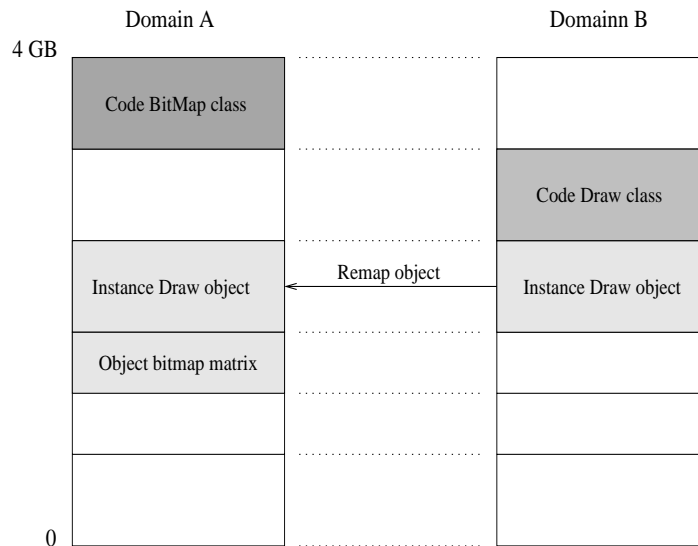 Domain A
Domainn B
4 GB
Code BitMap class
Code Draw class
Remap object
Instance Draw object
Instance Draw object
Object bitmap matrix
0